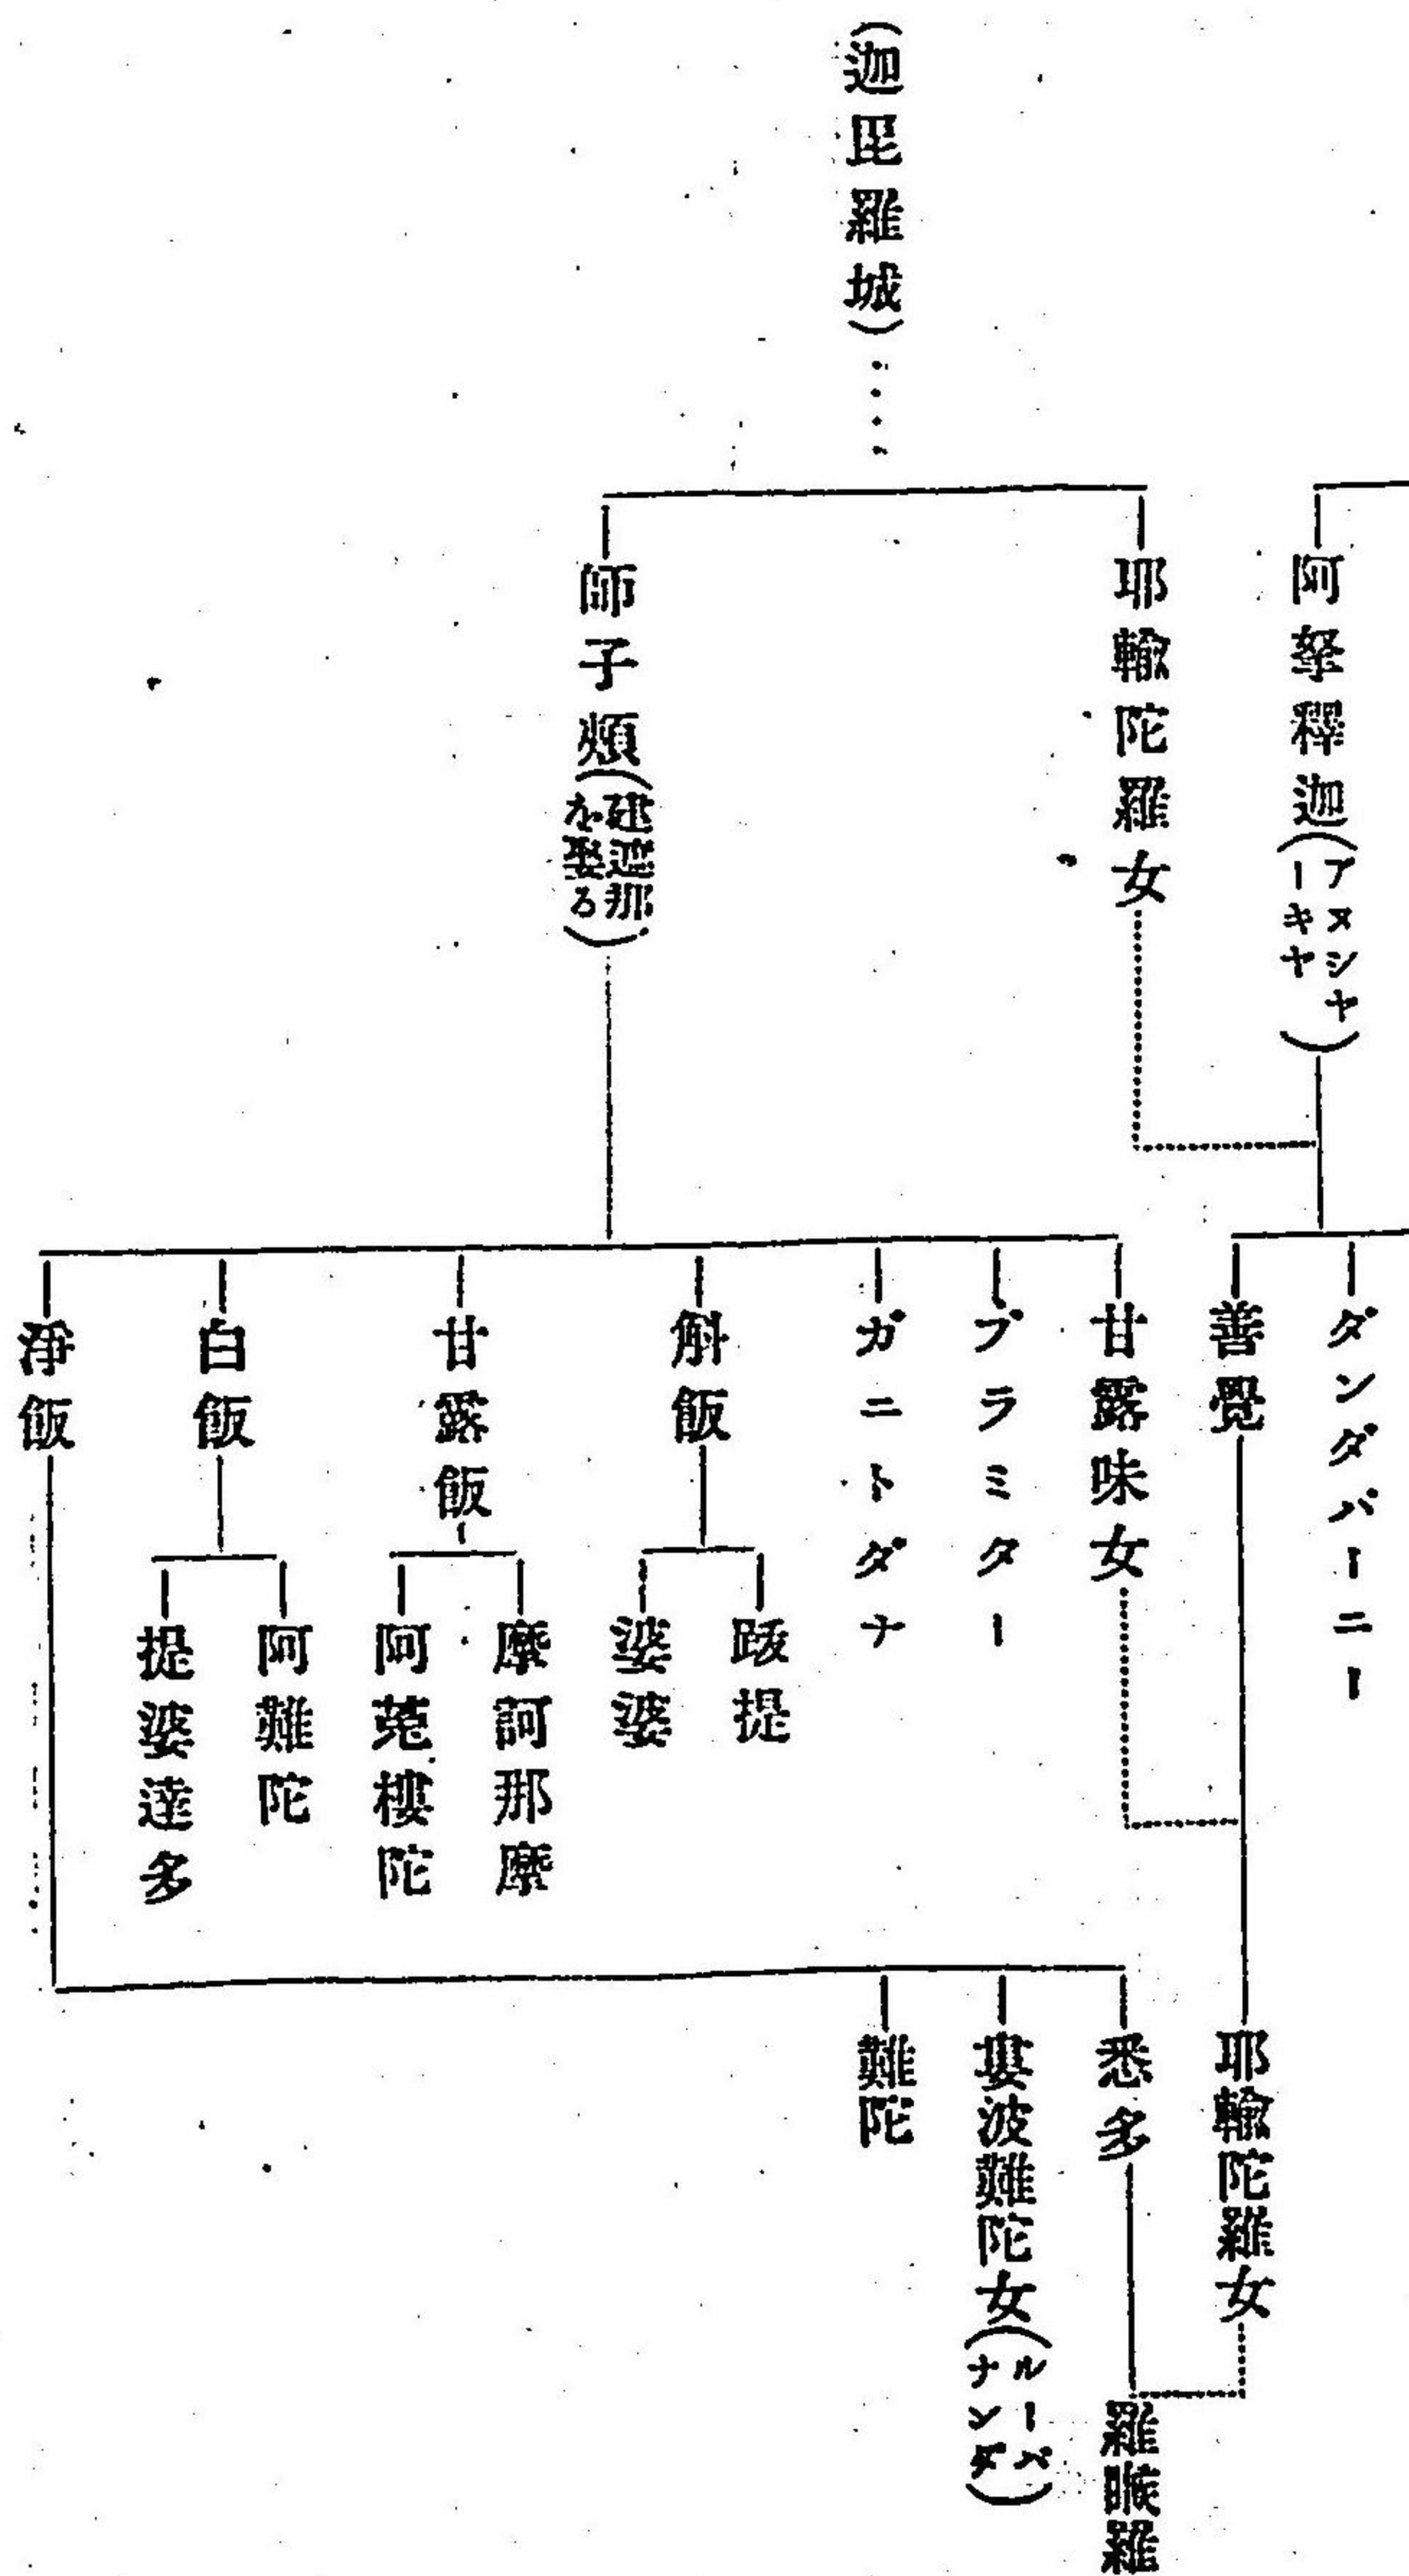 阿拏釋迦(アヌシヤーキヤ)
ダンダパーニー
善覺
耶輸陀羅女
(迦毘羅城)‥‥
耶輸陀羅女
師子頰(建遮那を娶る)
甘露味女
プラミター
ガニトダナ
斛飯
跋提
婆婆
甘露飯
摩訶那摩
阿菟樓陀
白飯
阿難陀
提婆達多
淨飯
悉多
婁波難陀女(ルーパナンダ)
難陀
羅睺羅